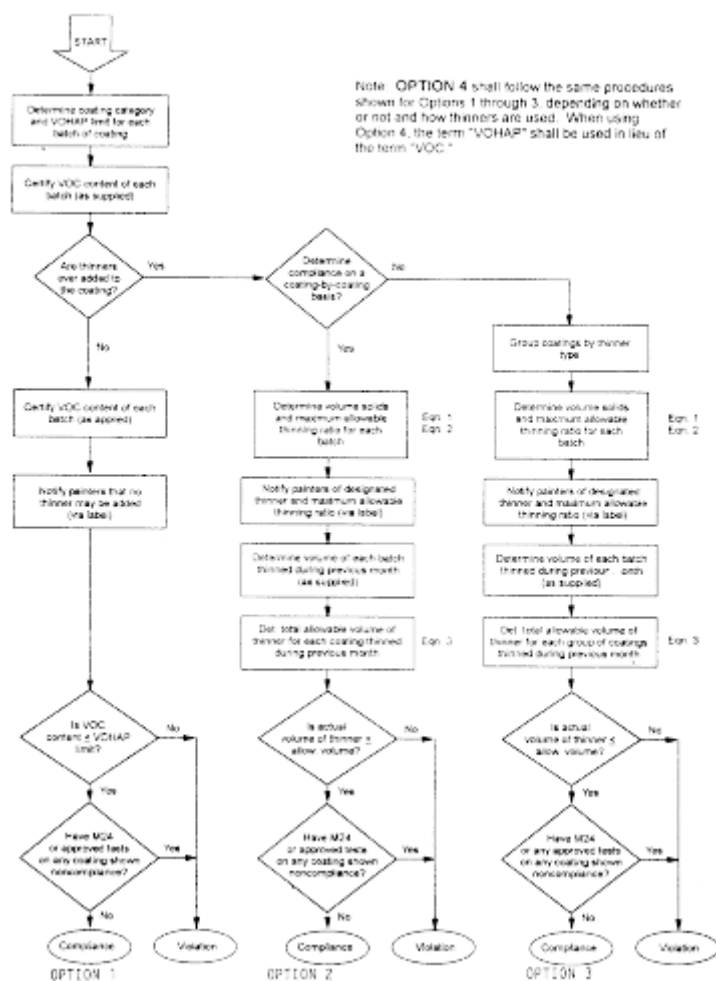 START
Note: OPTION 4 shall follow the same procedures
shown for Options 1 through 3, depending on whether
or not and how thinners are used. When using
Option 4, the term "VOHAP" shall be used in lieu of
the term "VOC."
Determine coating category
and VOHAP limit for each
batch of coating
Certify VOC content of each
batch (as supplied)
Are thinners
ever added to
the coating?
Yes
No
Determine
compliance on a
coating-by-coating
basis?
No
Yes
Group coatings by thinner
type
Certify VOC content of each
batch (as applied)
Notify painters that no
thinner may be added
(via label)
Is VOC
content ≤ VOHAP
limit?
No
Yes
Have M24
or approved tests
on any coating shown
noncompliance?
Yes
No
Compliance
Violation
OPTION 1
Determine volume solids
and maximum allowable
thinning ratio for each
batch
Eqn. 1
Eqn. 2
Notify painters of designated
thinner and maximum allowable
thinning ratio (via label)
Determine volume of each batch
thinned during previous month
(as supplied)
Det. total allowable volume of
thinner for each coating thinned
during previous month
Eqn. 3
Is actual
volume of thinner ≤
allow. volume?
No
Yes
Have M24
or approved tests
on any coating shown
noncompliance?
Yes
No
Compliance
Violation
OPTION 2
Determine volume solids
and maximum allowable
thinning ratio for each
batch
Eqn. 1
Eqn. 2
Notify painters of designated
thinner and maximum allowable
thinning ratio (via label)
Determine volume of each batch
thinned during previour . onth
(as supplied)
Det. total allowable volume of
thinner for each group of coatings
thinned during previous month
Eqn. 3
Is actual
volume of thinner ≤
allow. volume?
No
Yes
Have M24
or any approved tests
on any coating shown
noncompliance?
Yes
No
Compliance
Violation
OPTION 3